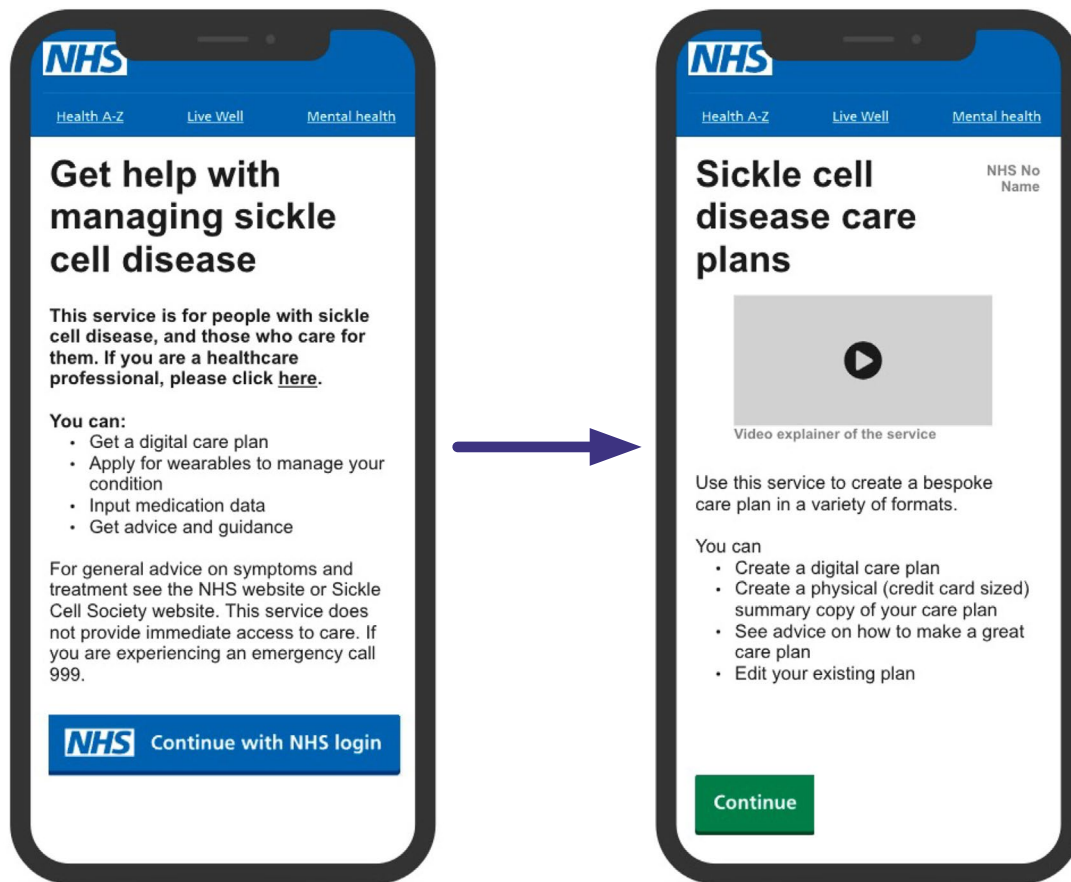 NHS
Health A-Z Live Well Mental health
Get help with
managing sickle
cell disease
This service is for people with sickle
cell disease, and those who care for
them. If you are a healthcare
professional, please click here.
You can:
• Get a digital care plan
• Apply for wearables to manage your
condition
• Input medication data
• Get advice and guidance
For general advice on symptoms and
treatment see the NHS website or Sickle
Cell Society website. This service does
not provide immediate access to care. If
you are experiencing an emergency call
999.
NHS Continue with NHS login
NHS
Health A-Z Live Well Mental health
Sickle cell
disease care
plans
NHS No
Name
Video explainer of the service
Use this service to create a bespoke
care plan in a variety of formats.
You can
• Create a digital care plan
• Create a physical (credit card sized)
summary copy of your care plan
• See advice on how to make a great
care plan
• Edit your existing plan
Continue